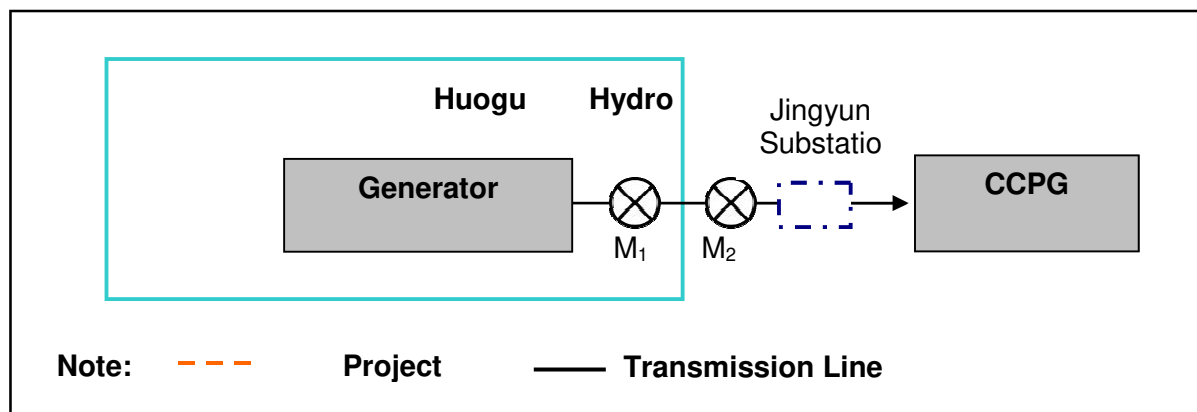 Huogu Hydro
Jingyun
Substatio
Generator
CCPG
M₁
M₂
Note: Project Transmission Line